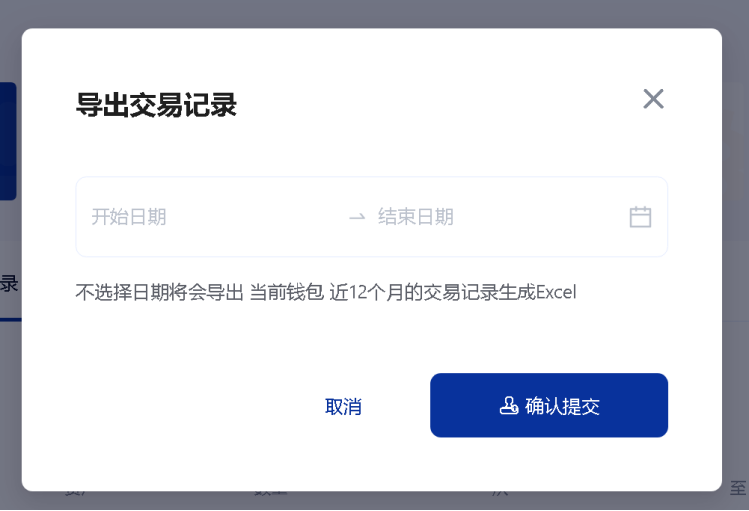 导出交易记录
开始日期 → 结束日期
不选择日期将会导出 当前钱包 近12个月的交易记录生成Excel
录
取消
确认提交
至